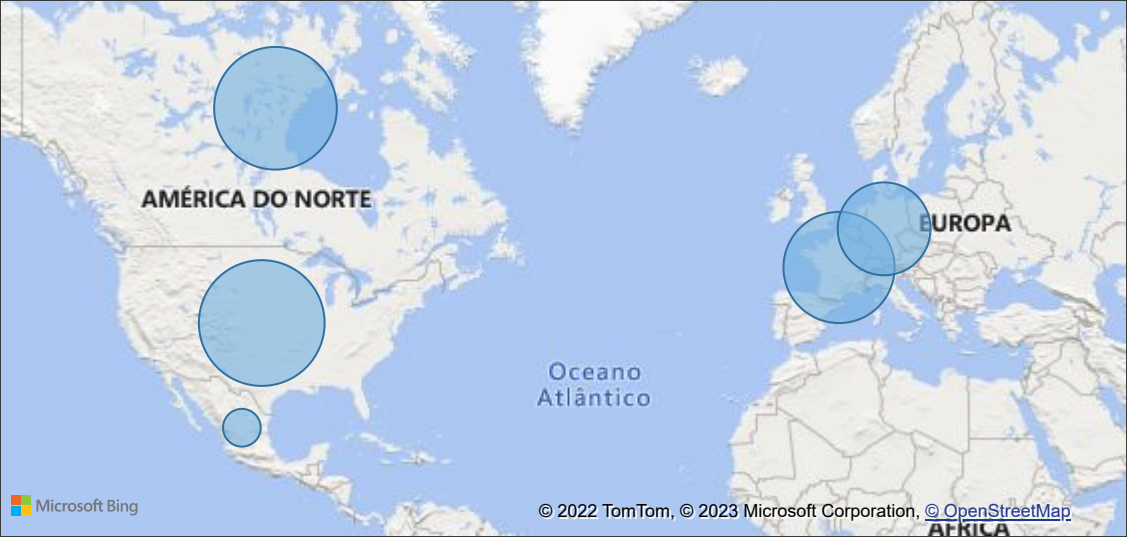 AMÉRICA DO NORTE
EUROPA
Oceano
Atlântico
Microsoft Bing
© 2022 TomTom, © 2023 Microsoft Corporation, © OpenStreetMap
ÁFRICA